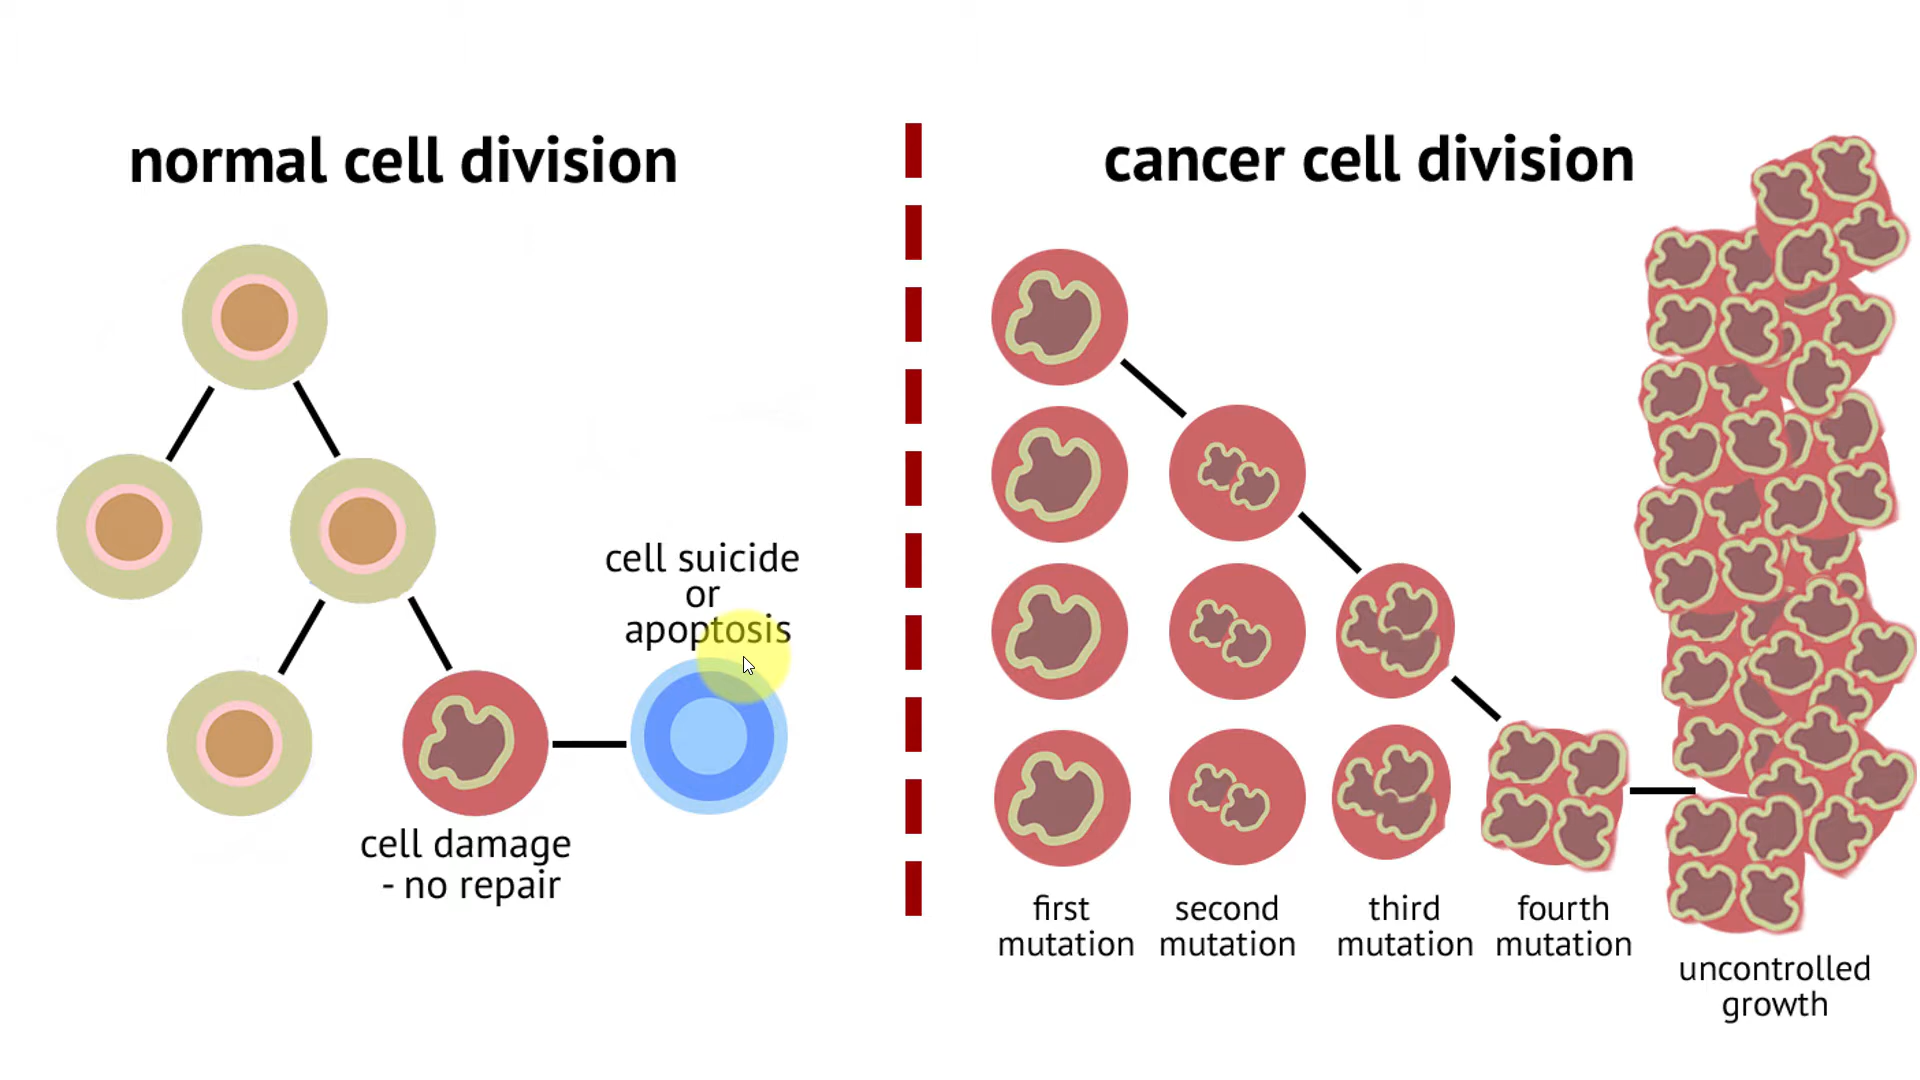 normal cell division
cell suicide
or
apoptosis
cell damage
- no repair
cancer cell division
first
mutation
second
mutation
third
mutation
fourth
mutation
uncontrolled
growth